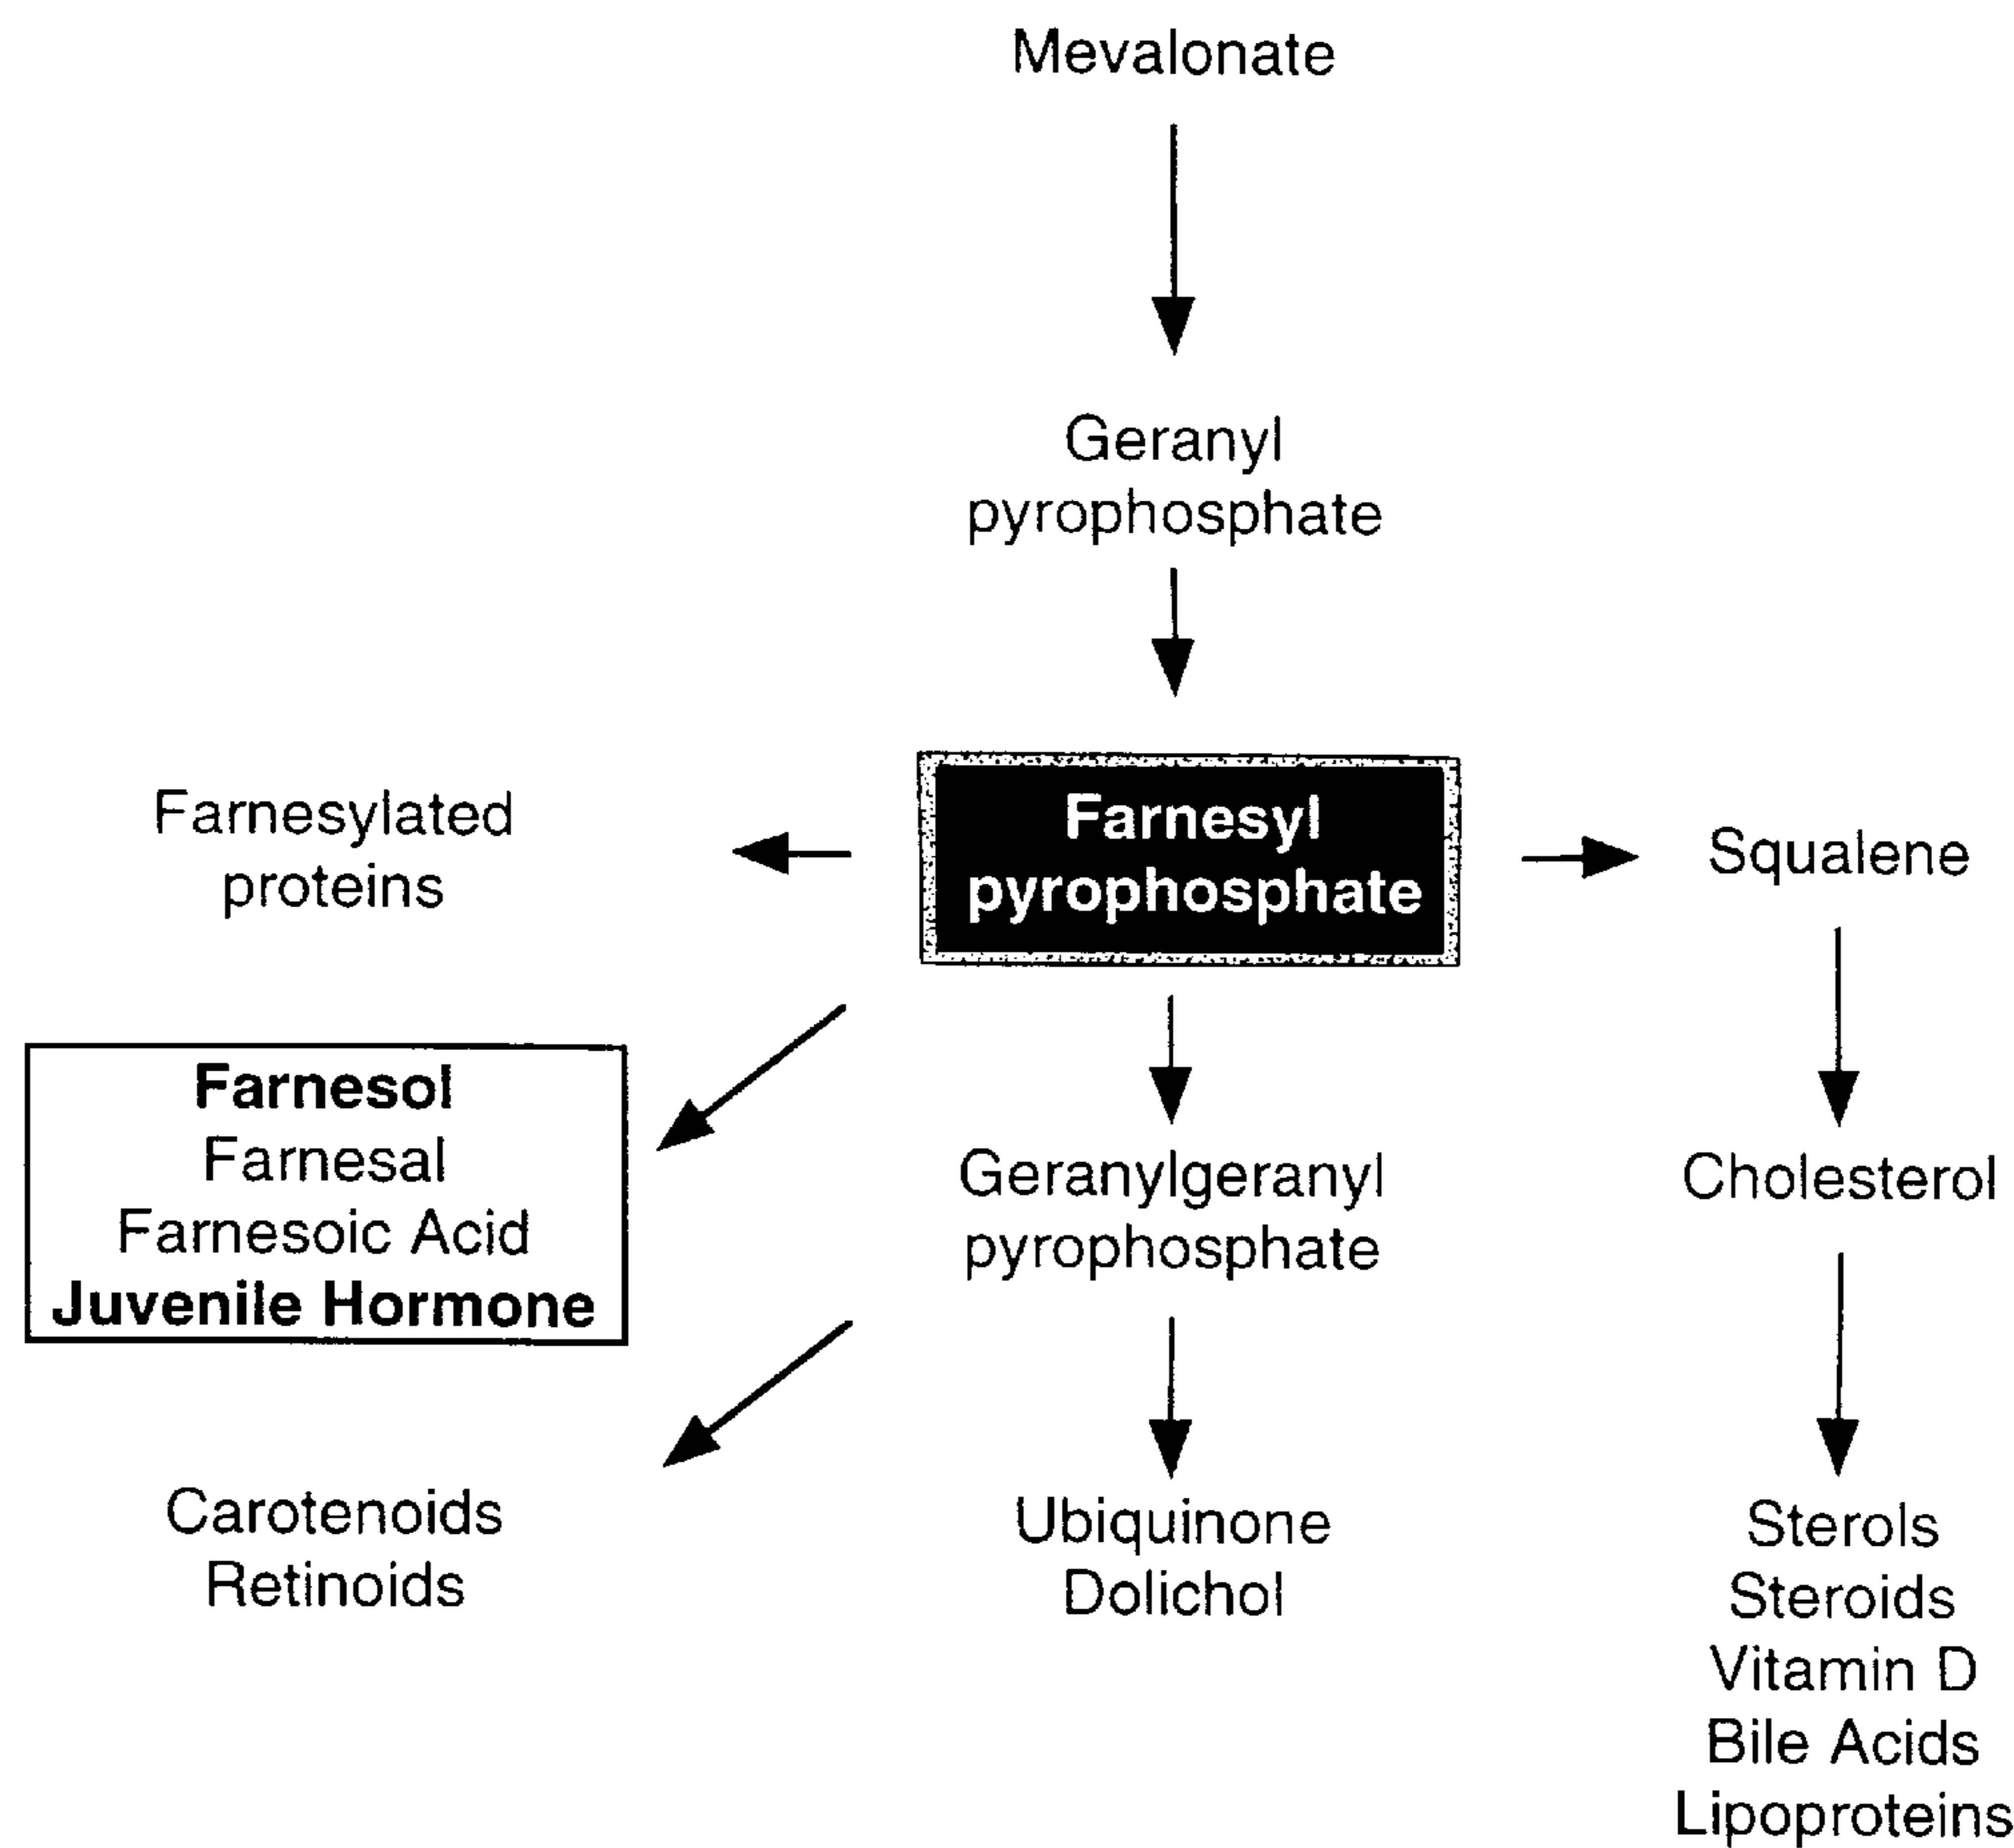 Mevalonate
Geranyl
pyrophosphate
Farnesylated
proteins
Farnesyl
pyrophosphate
Squalene
Farnesol
Farnesal
Farnesoic Acid
Juvenile Hormone
Geranylgeranyl
pyrophosphate
Cholesterol
Carotenoids
Retinoids
Ubiquinone
Dolichol
Sterols
Steroids
Vitamin D
Bile Acids
Lipoproteins